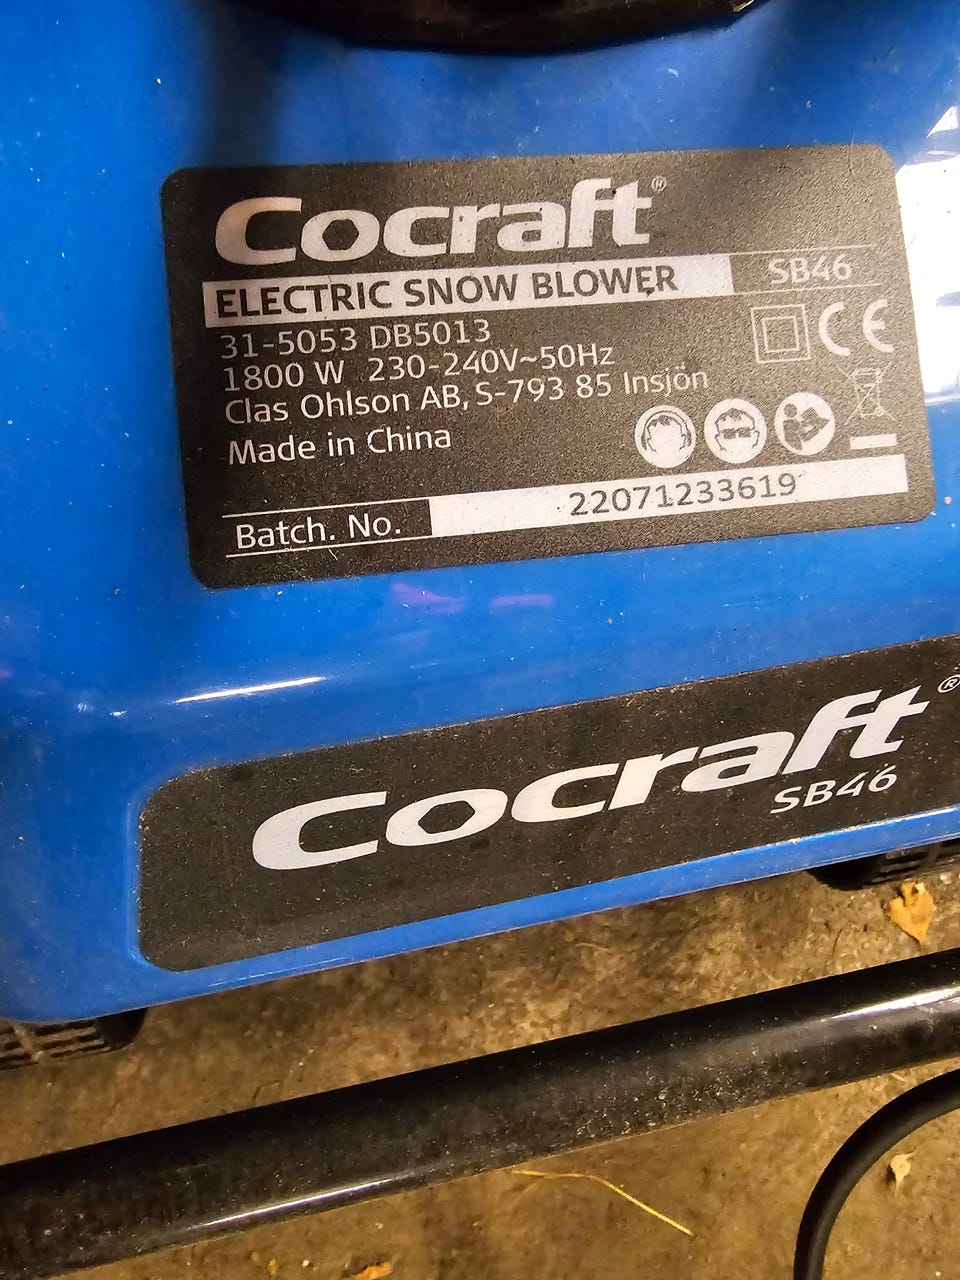 Cocraft®
ELECTRIC SNOW BLOWER SB46
31-5053 DB5013
1800 W 230-240V~50Hz
Clas Ohlson AB, S-793 85 Insjön
Made in China
CE
Batch. No. 22071233619
Cocraft®
SB46